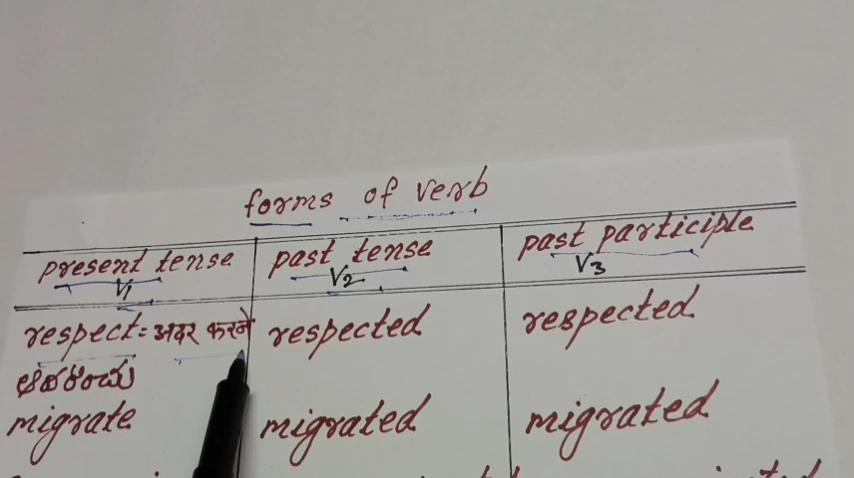 forms of verb
present tense past tense past participle
V1 V2 V3
respect = अदर करने respected respected
migrate migrated migrated